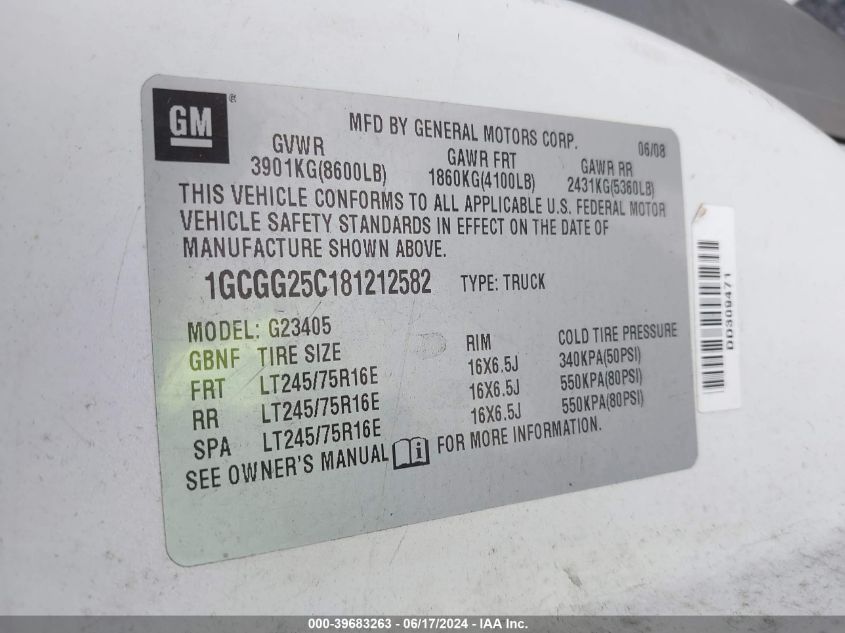 GM®
MFD BY GENERAL MOTORS CORP. 06/08
GVWR GAWR FRT GAWR RR
3901KG(8600LB) 1860KG(4100LB) 2431KG(5360LB)
THIS VEHICLE CONFORMS TO ALL APPLICABLE U.S. FEDERAL MOTOR
VEHICLE SAFETY STANDARDS IN EFFECT ON THE DATE OF
MANUFACTURE SHOWN ABOVE.
1GCGG25C181212582 TYPE: TRUCK
MODEL: G23405
GBNF TIRE SIZE RIM COLD TIRE PRESSURE
FRT LT245/75R16E 16X6.5J 340KPA(50PSI)
RR LT245/75R16E 16X6.5J 550KPA(80PSI)
SPA LT245/75R16E 16X6.5J 550KPA(80PSI)
SEE OWNER'S MANUAL i FOR MORE INFORMATION.
DD309471
000-39683263 - 06/17/2024 - IAA Inc.